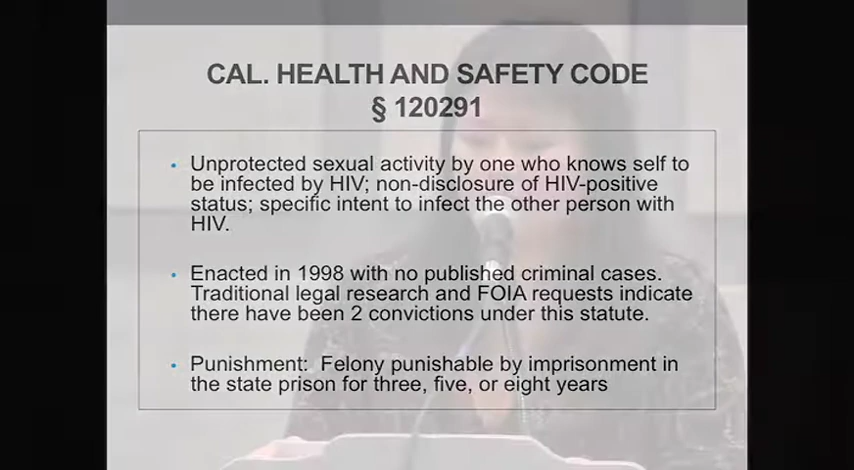 CAL. HEALTH AND SAFETY CODE
§ 120291
• Unprotected sexual activity by one who knows self to
be infected by HIV; non-disclosure of HIV-positive
status; specific intent to infect the other person with
HIV.
• Enacted in 1998 with no published criminal cases.
Traditional legal research and FOIA requests indicate
there have been 2 convictions under this statute.
• Punishment:  Felony punishable by imprisonment in
the state prison for three, five, or eight years